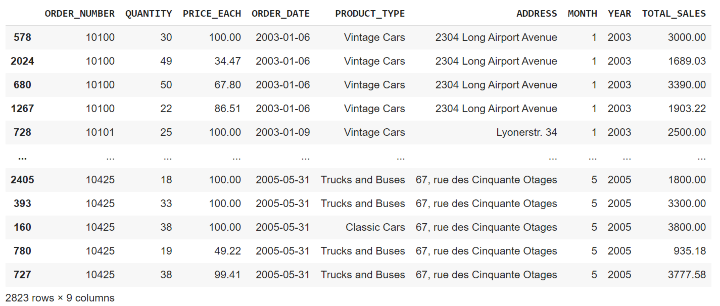 ORDER_NUMBER QUANTITY PRICE_EACH ORDER_DATE PRODUCT_TYPE ADDRESS MONTH YEAR TOTAL_SALES
578 10100 30 100.00 2003-01-06 Vintage Cars 2304 Long Airport Avenue 1 2003 3000.00
2024 10100 49 34.47 2003-01-06 Vintage Cars 2304 Long Airport Avenue 1 2003 1689.03
680 10100 50 67.80 2003-01-06 Vintage Cars 2304 Long Airport Avenue 1 2003 3390.00
1267 10100 22 86.51 2003-01-06 Vintage Cars 2304 Long Airport Avenue 1 2003 1903.22
728 10101 25 100.00 2003-01-09 Vintage Cars Lyonerstr. 34 1 2003 2500.00
... ... ... ... ... ... ... ... ... ...
2405 10425 18 100.00 2005-05-31 Trucks and Buses 67, rue des Cinquante Otages 5 2005 1800.00
393 10425 33 100.00 2005-05-31 Trucks and Buses 67, rue des Cinquante Otages 5 2005 3300.00
160 10425 38 100.00 2005-05-31 Classic Cars 67, rue des Cinquante Otages 5 2005 3800.00
780 10425 19 49.22 2005-05-31 Trucks and Buses 67, rue des Cinquante Otages 5 2005 935.18
727 10425 38 99.41 2005-05-31 Trucks and Buses 67, rue des Cinquante Otages 5 2005 3777.58
2823 rows × 9 columns